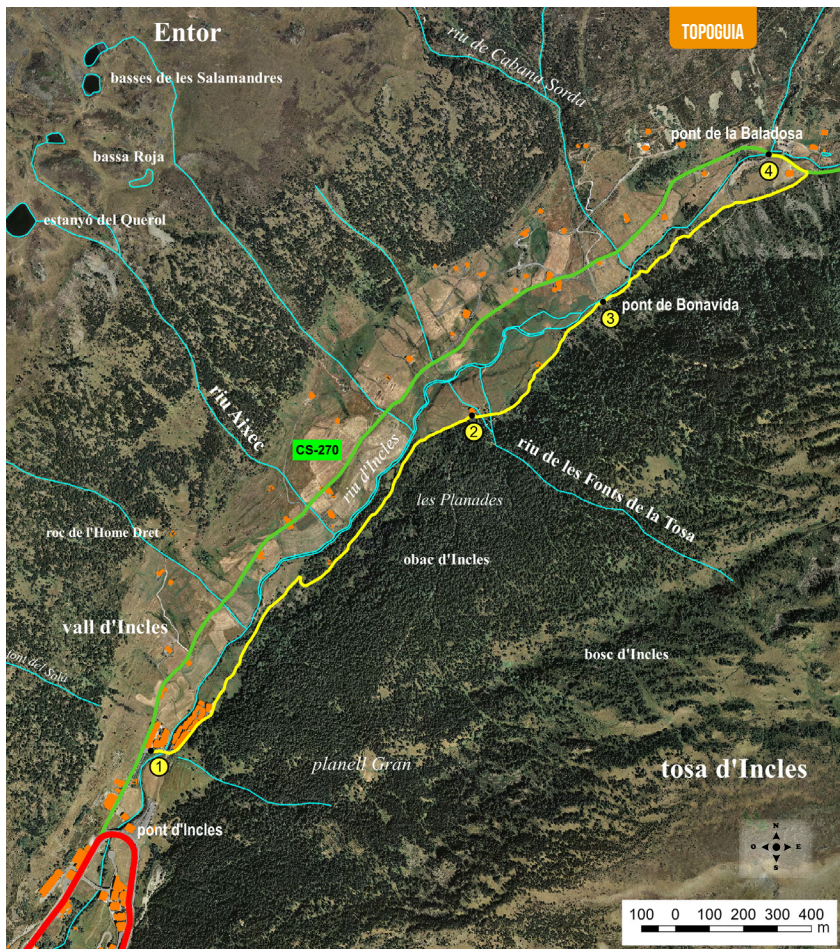 TOPOGUIA
Entor
riu de Cabana Sorda
basses de les Salamandres
pont de la Baladosa
bassa Roja
4
estanyó del Querol
pont de Bonavida
3
riu Aixec
2
CS-270
riu d'Incles
riu de les Fonts de la Tosa
les Planades
roc de l'Home Dret
obac d'Incles
vall d'Incles
bosc d'Incles
font del Solà
planell Gran
1
tosa d'Incles
pont d'Incles
N
O E
S
100 0 100 200 300 400
m